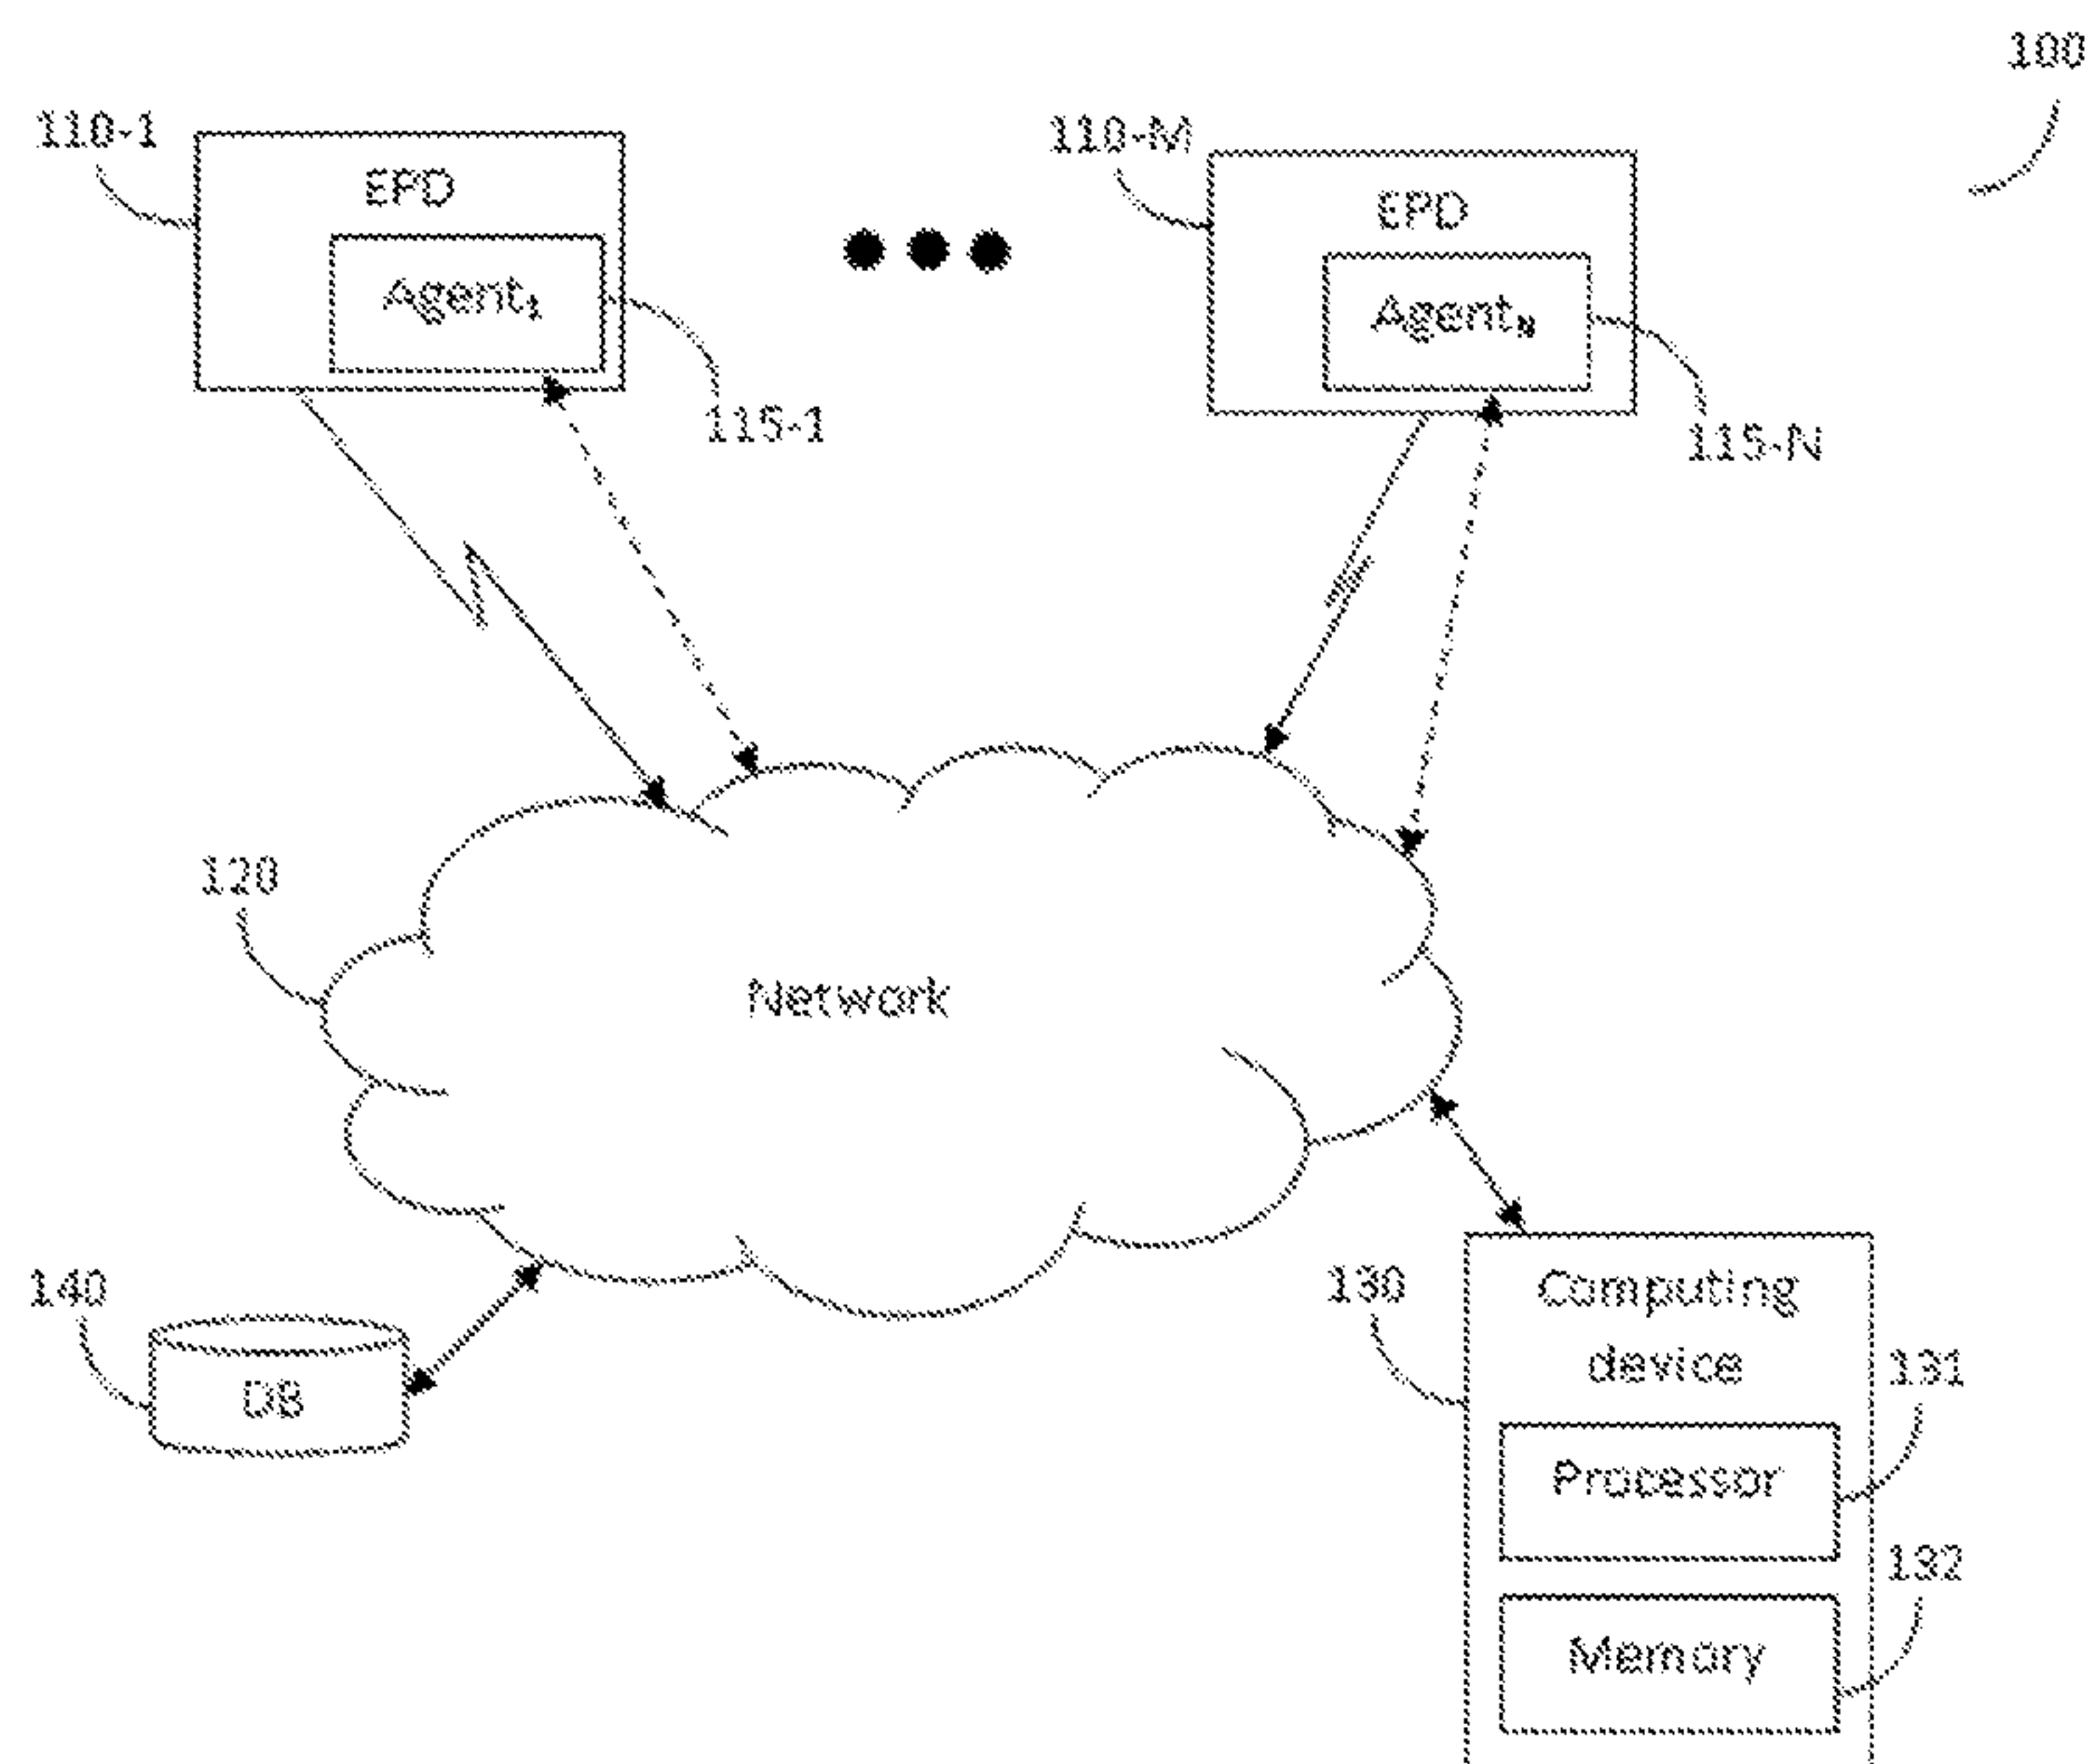 100
110-1
EPD
Agent1
115-1
110-M
EPD
AgentN
115-N
120
Network
140
DB
130
Computing
device
131
Processor
132
Memory